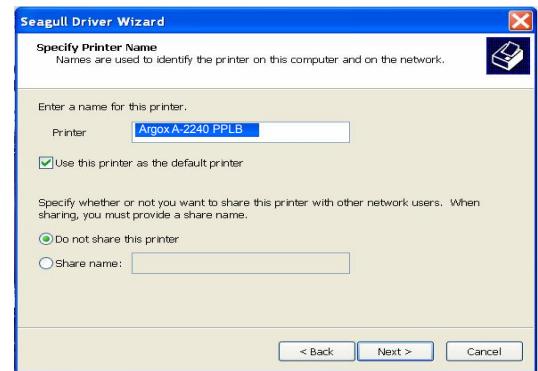 Seagull Driver Wizard
Specify Printer Name
Names are used to identify the printer on this computer and on the network.
Enter a name for this printer.
Printer Argox A-2240 PPLB
Use this printer as the default printer
Specify whether or not you want to share this printer with other network users. When
sharing, you must provide a share name.
Do not share this printer
Share name:
< Back Next > Cancel